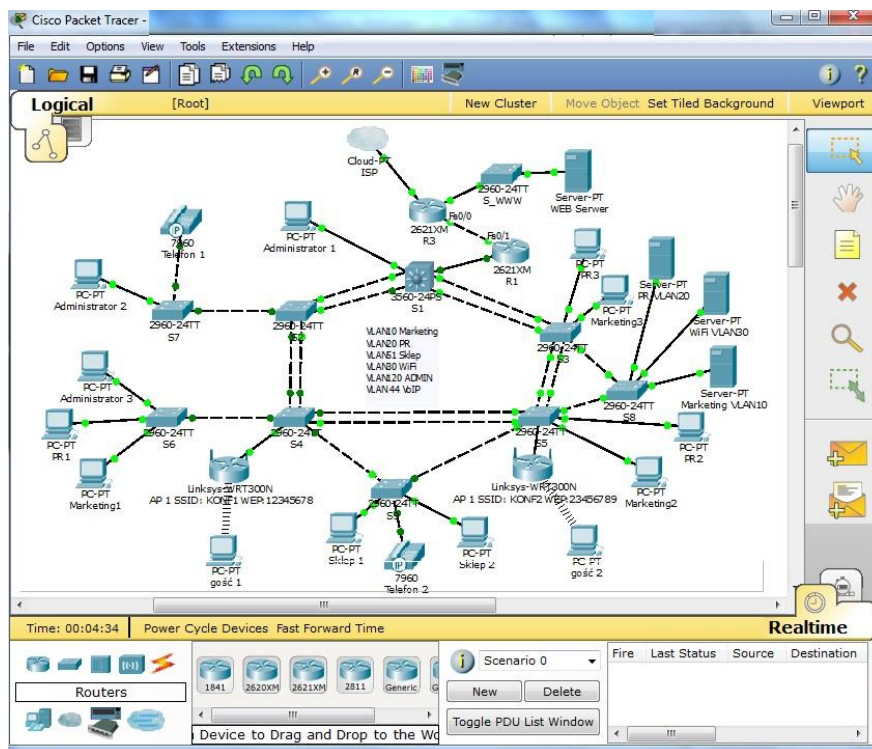 Cisco Packet Tracer -
File Edit Options View Tools Extensions Help
Logical [Root] New Cluster Move Object Set Tiled Background Viewport
Cloud-PT
ISP
2960-24TT
S_WWW
Server-PT
WEB Serwer
Fa0/0
2621XM
R3
Fa0/1
2621XM
R1
IP
7960
Telefon 1
PC-PT
Administrator 1
PC-PT
Administrator 2
2960-24TT
S7
2960-24TT
3560-24PS
S1
PC-PT
PR3
PC-PT
Marketing3
Server-PT
PR VLAN20
Server-PT
WiFi VLAN30
Server-PT
Marketing VLAN10
2960-24TT
S3
2960-24TT
S8
VLAN10 Marketing
VLAN20 PR
VLAN51 Sklep
VLAN30 WiFi
VLAN120 ADMIN
VLAN 44 VoIP
PC-PT
Administrator 3
PC-PT
PR1
PC-PT
Marketing1
2960-24TT
S6
2960-24TT
S4
2960-24TT
S5
PC-PT
PR2
PC-PT
Marketing2
Linksys-WRT300N
AP 1 SSID: KONF1 WEP:12345678
2960-24TT
Linksys-WRT300N
AP 1 SSID: KONF2 WEP:23456789
PC-PT
gość 1
PC-PT
Sklep 1
IP
7960
Telefon 2
PC-PT
Sklep 2
PC-PT
gość 2
Time: 00:04:34 Power Cycle Devices Fast Forward Time Realtime
Routers
1841 2620XM 2621XM 2811 Generic
Device to Drag and Drop to the Wo
Scenario 0
New Delete
Toggle PDU List Window
Fire Last Status Source Destination